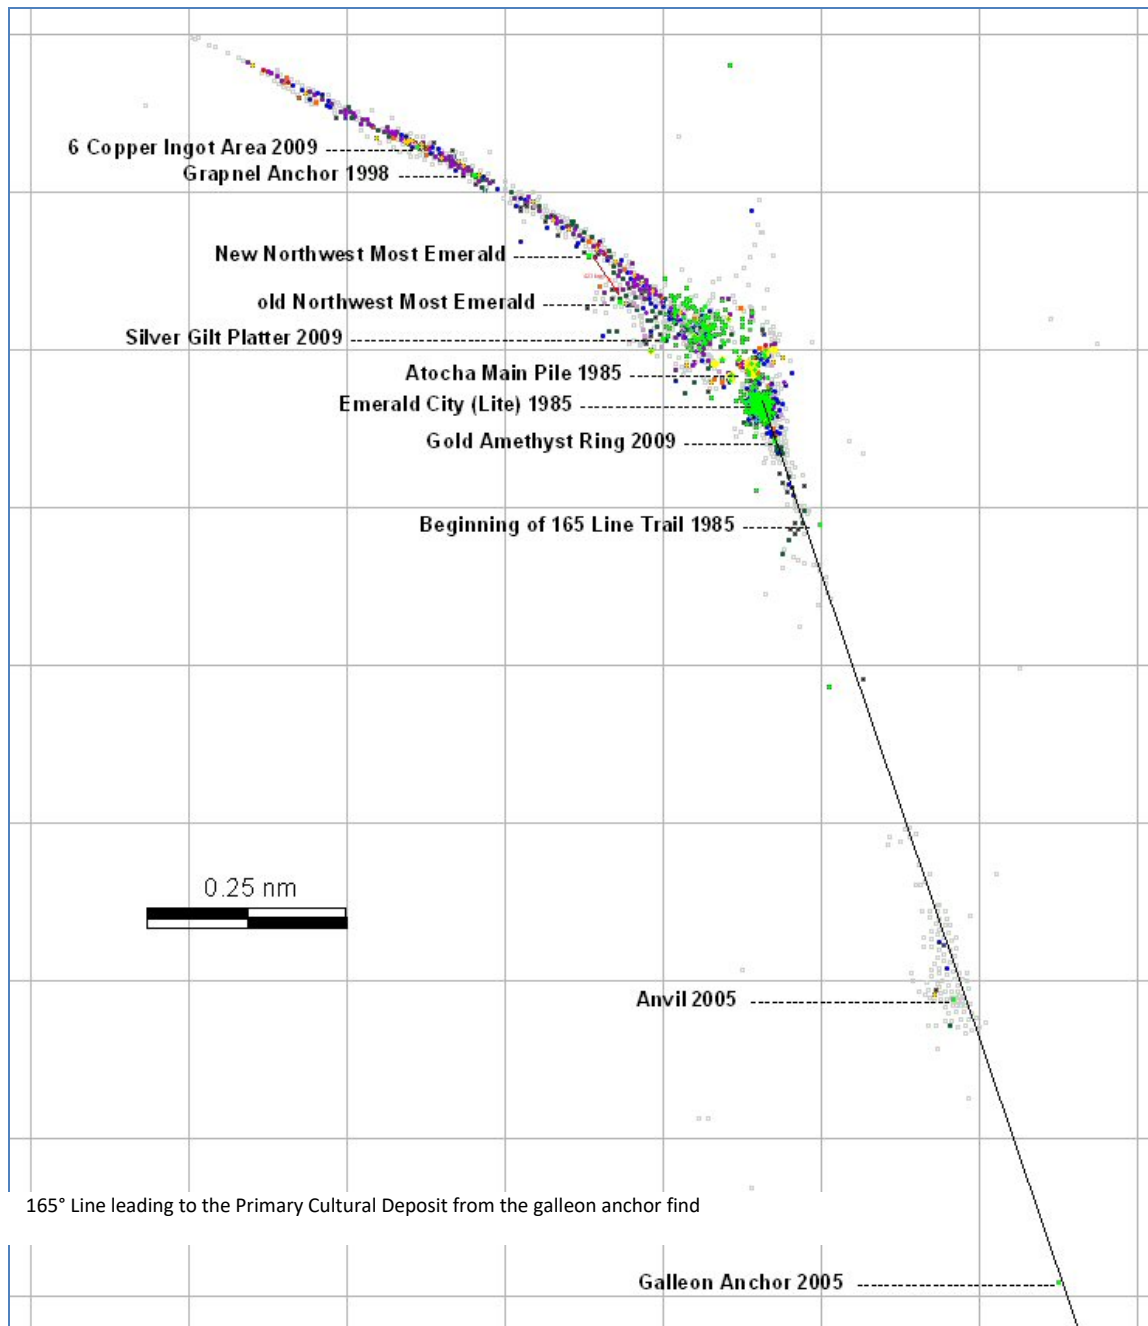 6 Copper Ingot Area 2009
Grapnel Anchor 1998
New Northwest Most Emerald
old Northwest Most Emerald
Silver Gilt Platter 2009
Atocha Main Pile 1985
Emerald City (Lite) 1985
Gold Amethyst Ring 2009
Beginning of 165 Line Trail 1985
0.25 nm
Anvil 2005
165° Line leading to the Primary Cultural Deposit from the galleon anchor find
Galleon Anchor 2005